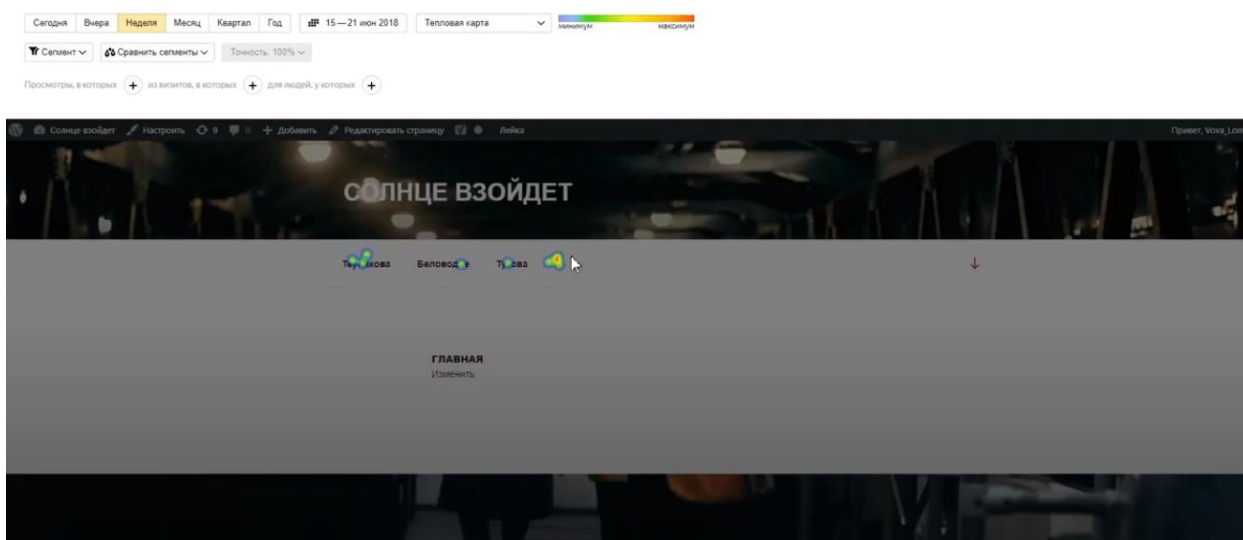 Сегодня Вчера Неделя Месяц Квартал Год 15 — 21 июн 2018 Тепловая карта
минимум максимум
Сегмент Сравнить сегменты Точность: 100%
Просмотры, в которых + из визитов, в которых + для людей, у которых +
Солнце взойдет Настроить 9 0 + Добавить Редактировать страницу Лейка Привет, Vova_Lom
СОЛНЦЕ ВЗОЙДЕТ
ГЛАВНАЯ
Изменить